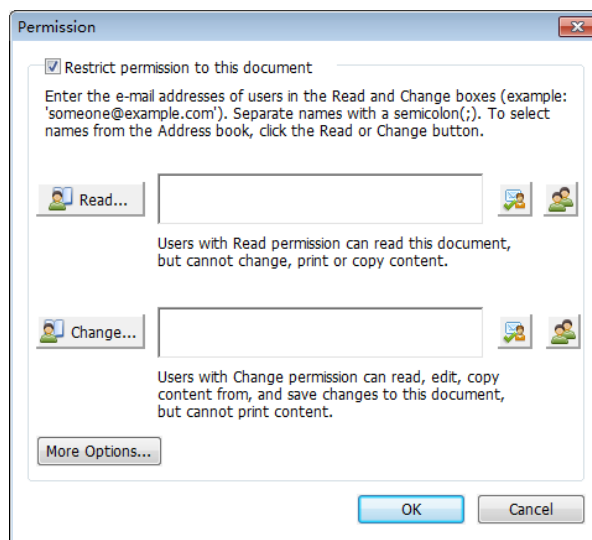 Permission
Restrict permission to this document
Enter the e-mail addresses of users in the Read and Change boxes (example:
'someone@example.com'). Separate names with a semicolon(;). To select
names from the Address book, click the Read or Change button.
Read...
Users with Read permission can read this document,
but cannot change, print or copy content.
Change...
Users with Change permission can read, edit, copy
content from, and save changes to this document,
but cannot print content.
More Options...
OK
Cancel